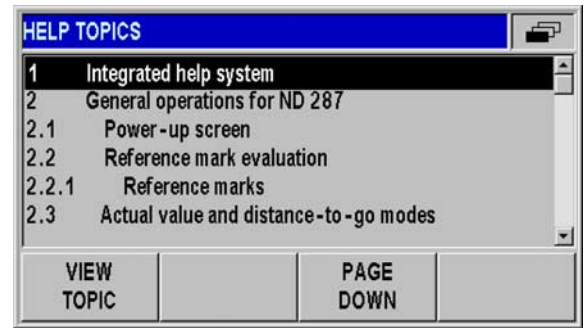 HELP TOPICS
1 Integrated help system
2 General operations for ND 287
2.1 Power-up screen
2.2 Reference mark evaluation
2.2.1 Reference marks
2.3 Actual value and distance-to-go modes
VIEW TOPIC
PAGE DOWN